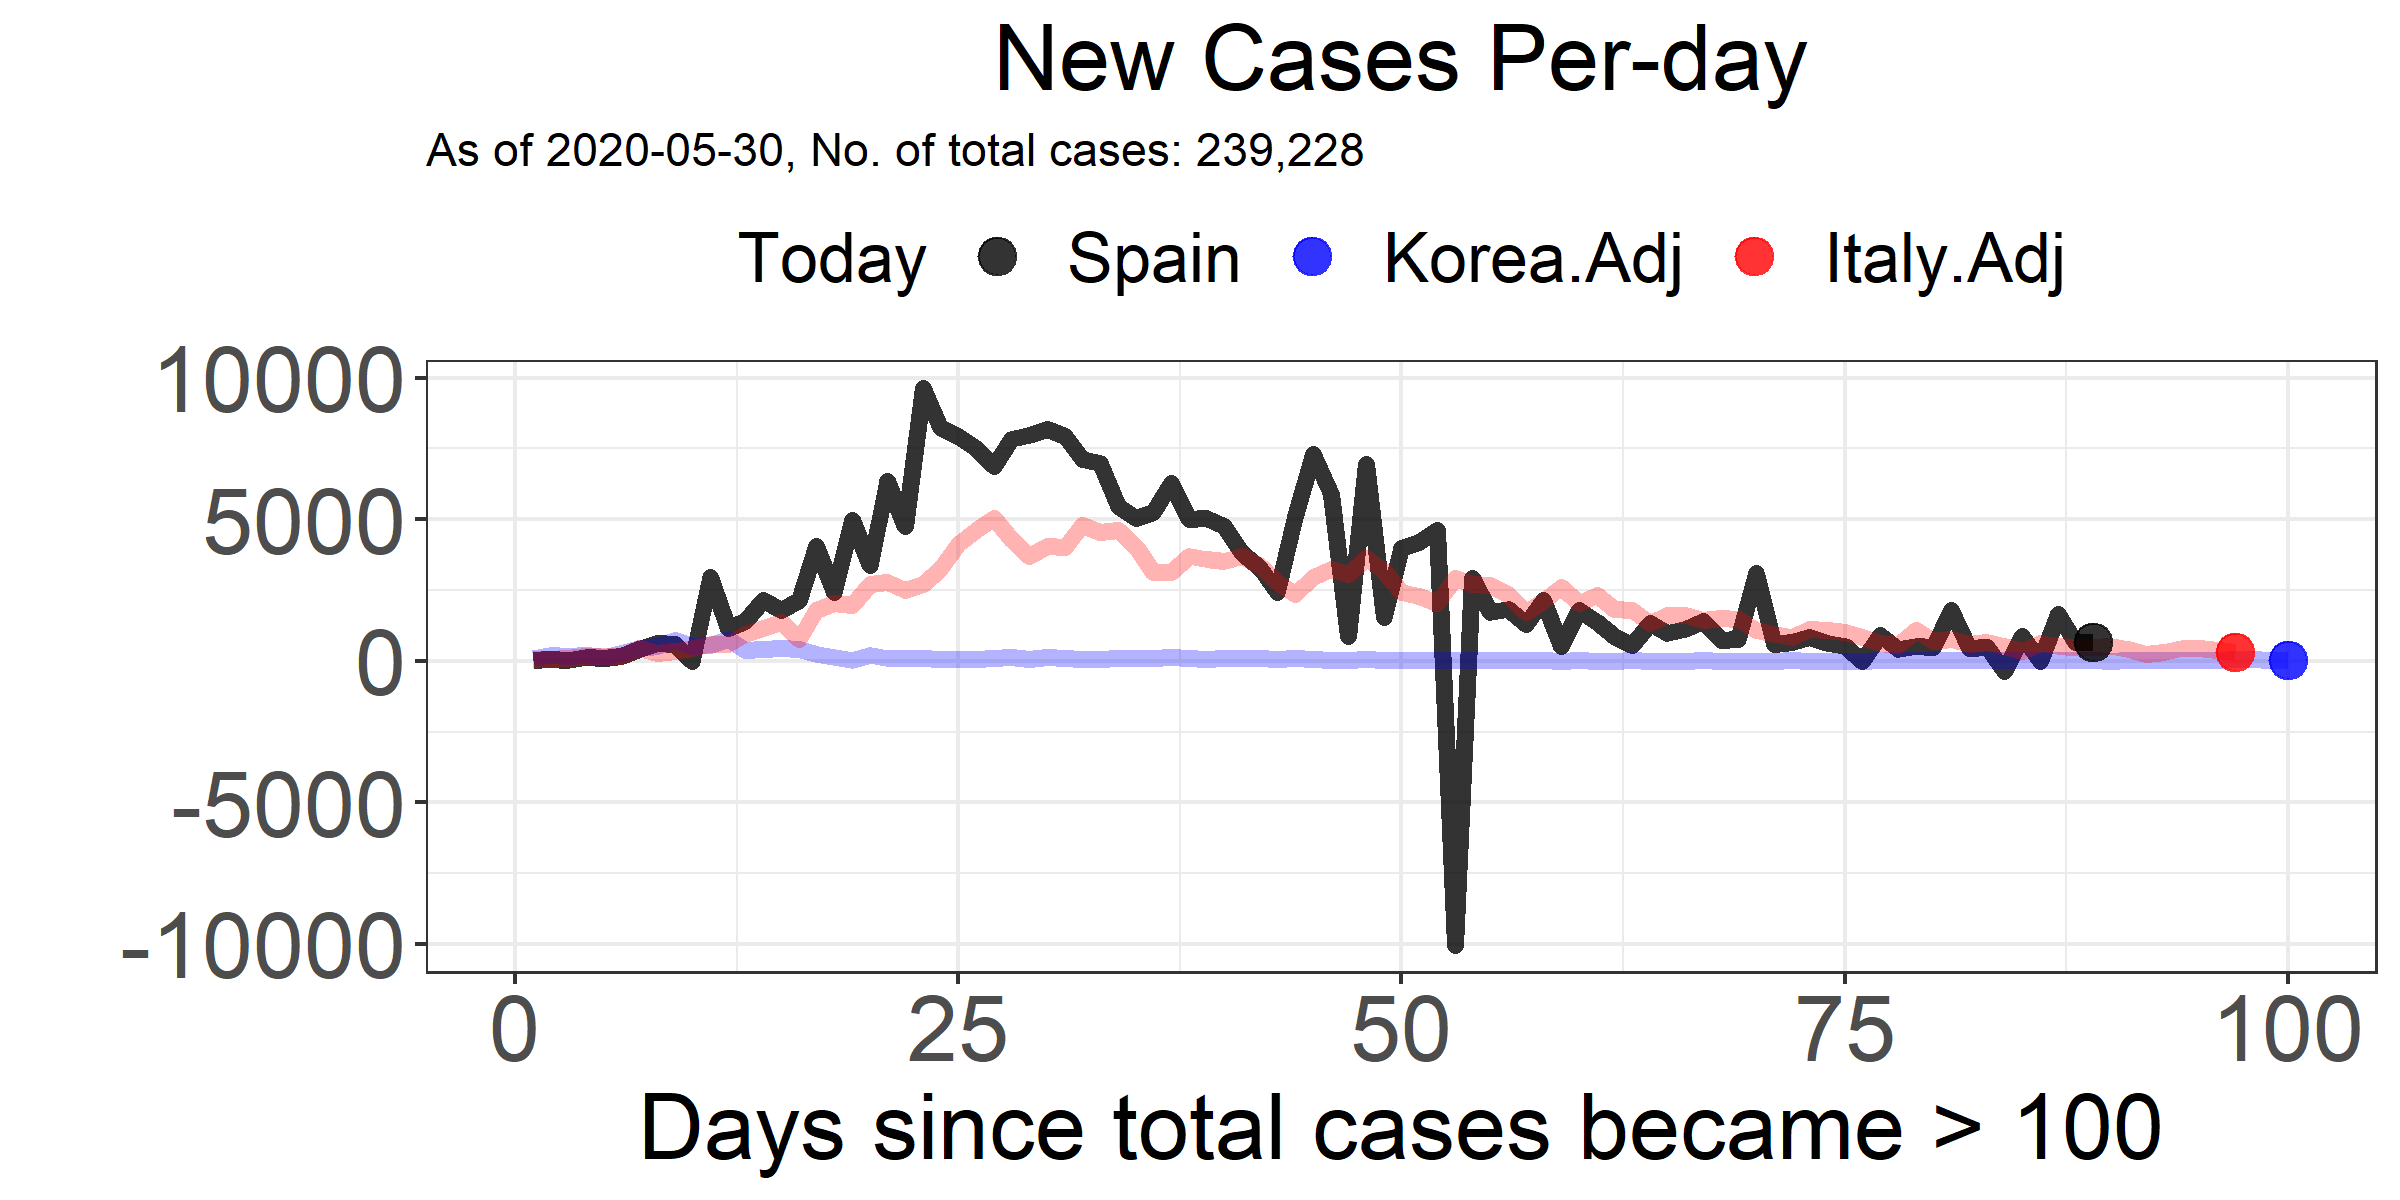 New Cases Per-day
As of 2020-05-30, No. of total cases: 239,228
Today Spain Korea.Adj Italy.Adj
10000
5000
0
-5000
-10000
0 25 50 75 100
Days since total cases became > 100